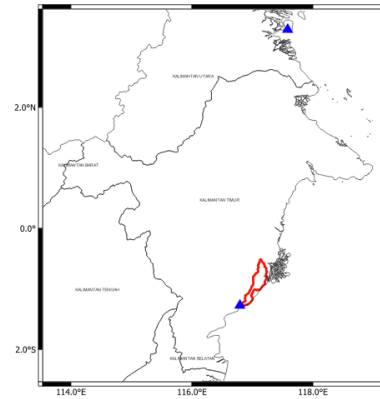 KALIMANTAN UTARA
2.0°N
KALIMANTAN BARAT
KALIMANTAN TIMUR
0.0°
KALIMANTAN TENGAH
2.0°S
KALIMANTAN SELATAN
114.0°E 116.0°E 118.0°E